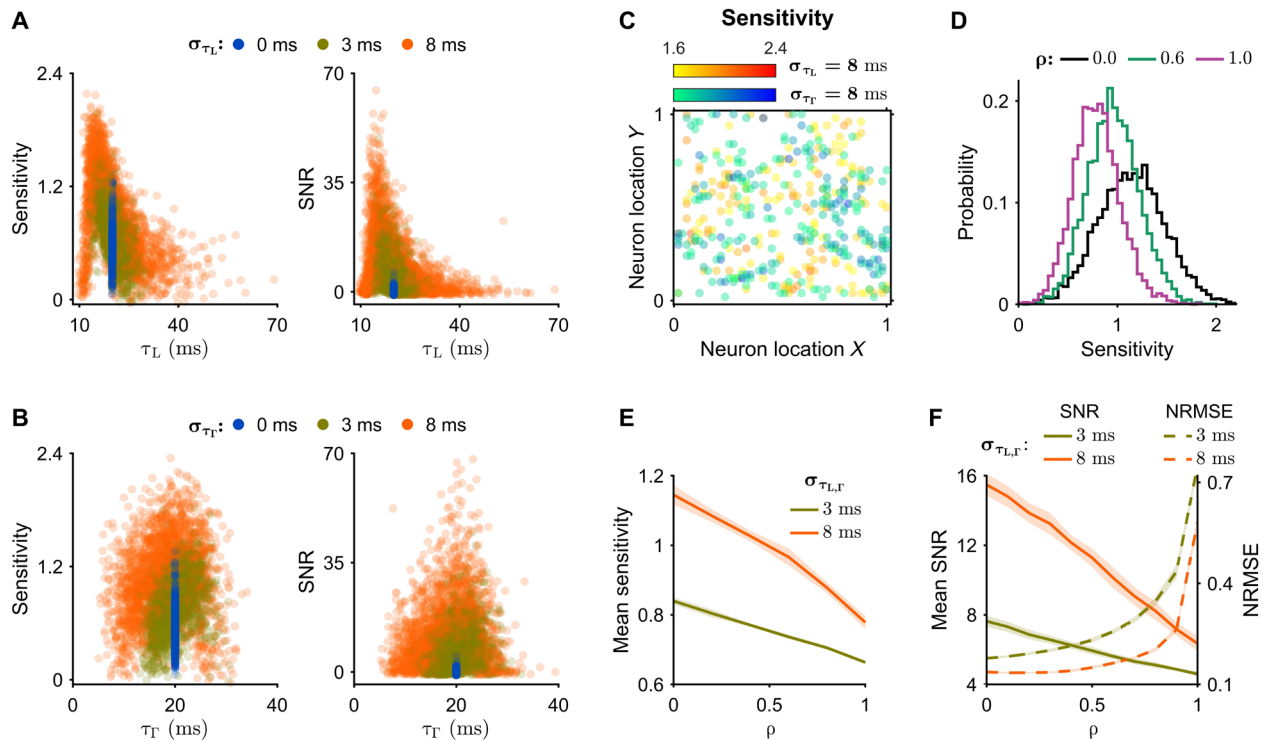 A
σ_τL: 0 ms 3 ms 8 ms
Sensitivity
2.4
1.2
0
10 40 70
τ_L (ms)
SNR
70
35
0
10 40 70
τ_L (ms)
B
σ_τΓ: 0 ms 3 ms 8 ms
Sensitivity
2.4
1.2
0
0 20 40
τ_Γ (ms)
SNR
70
35
0
0 20 40
τ_Γ (ms)
C
Sensitivity
1.6 2.4
σ_τL = 8 ms
σ_τΓ = 8 ms
Neuron location Y
1
0
0 1
Neuron location X
D
ρ: 0.0 0.6 1.0
Probability
0.2
0.1
0
0 1 2
Sensitivity
E
σ_τL,Γ
3 ms
8 ms
Mean sensitivity
1.2
1
0.8
0.6
0 0.5 1
ρ
F
SNR NRMSE
σ_τL,Γ: 3 ms 3 ms
8 ms 8 ms
Mean SNR
16
12
8
4
0.7
0.4
0.1
NRMSE
0 0.5 1
ρ